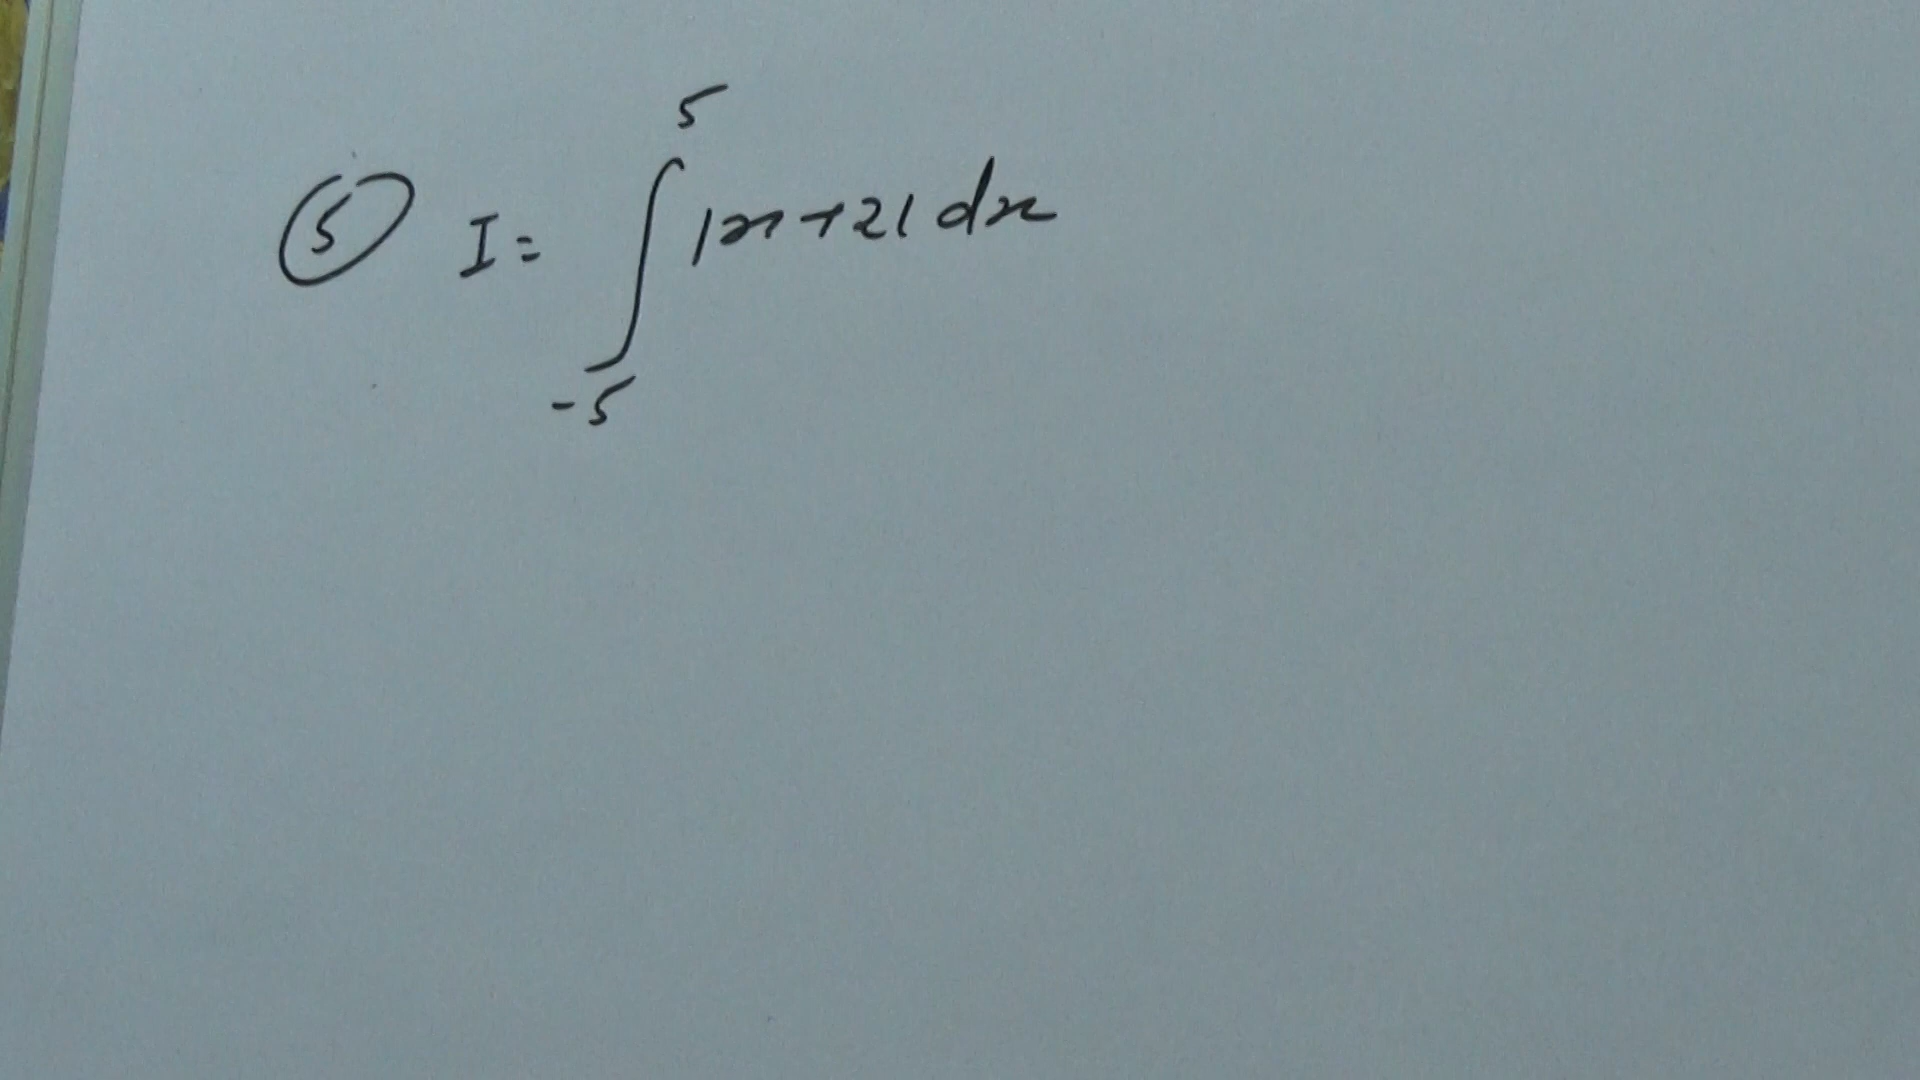 ⑤ I = ∫_{-5}^{5} |x+2| dx